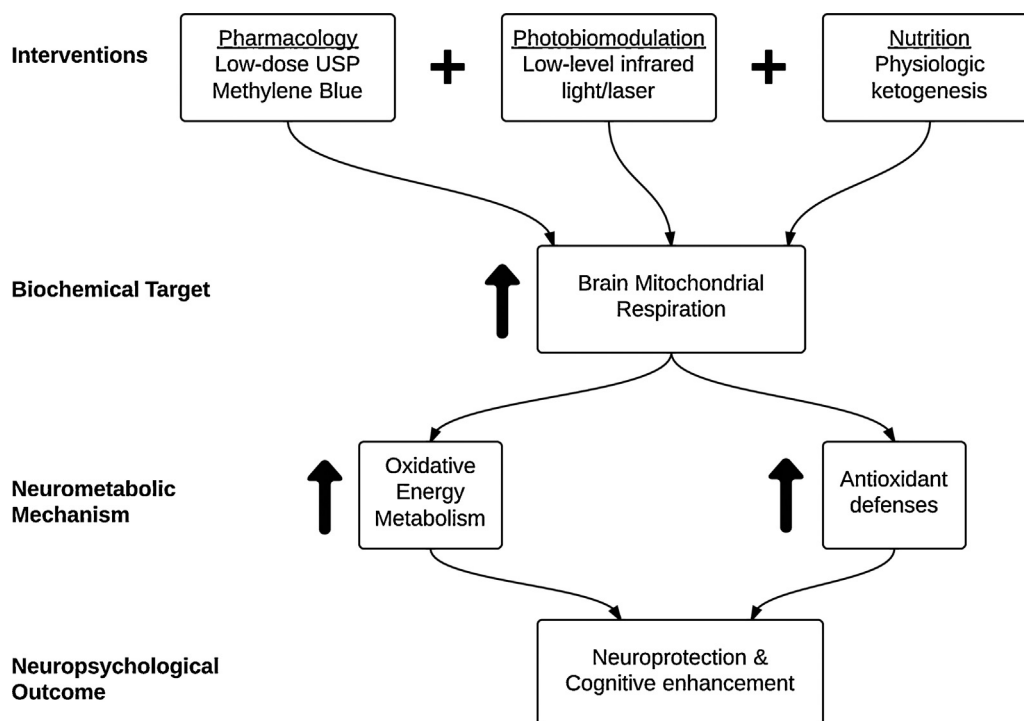 Interventions
Pharmacology
Low-dose USP
Methylene Blue
+
Photobiomodulation
Low-level infrared
light/laser
+
Nutrition
Physiologic
ketogenesis
Biochemical Target
Brain Mitochondrial
Respiration
Neurometabolic
Mechanism
Oxidative
Energy
Metabolism
Antioxidant
defenses
Neuropsychological
Outcome
Neuroprotection &
Cognitive enhancement